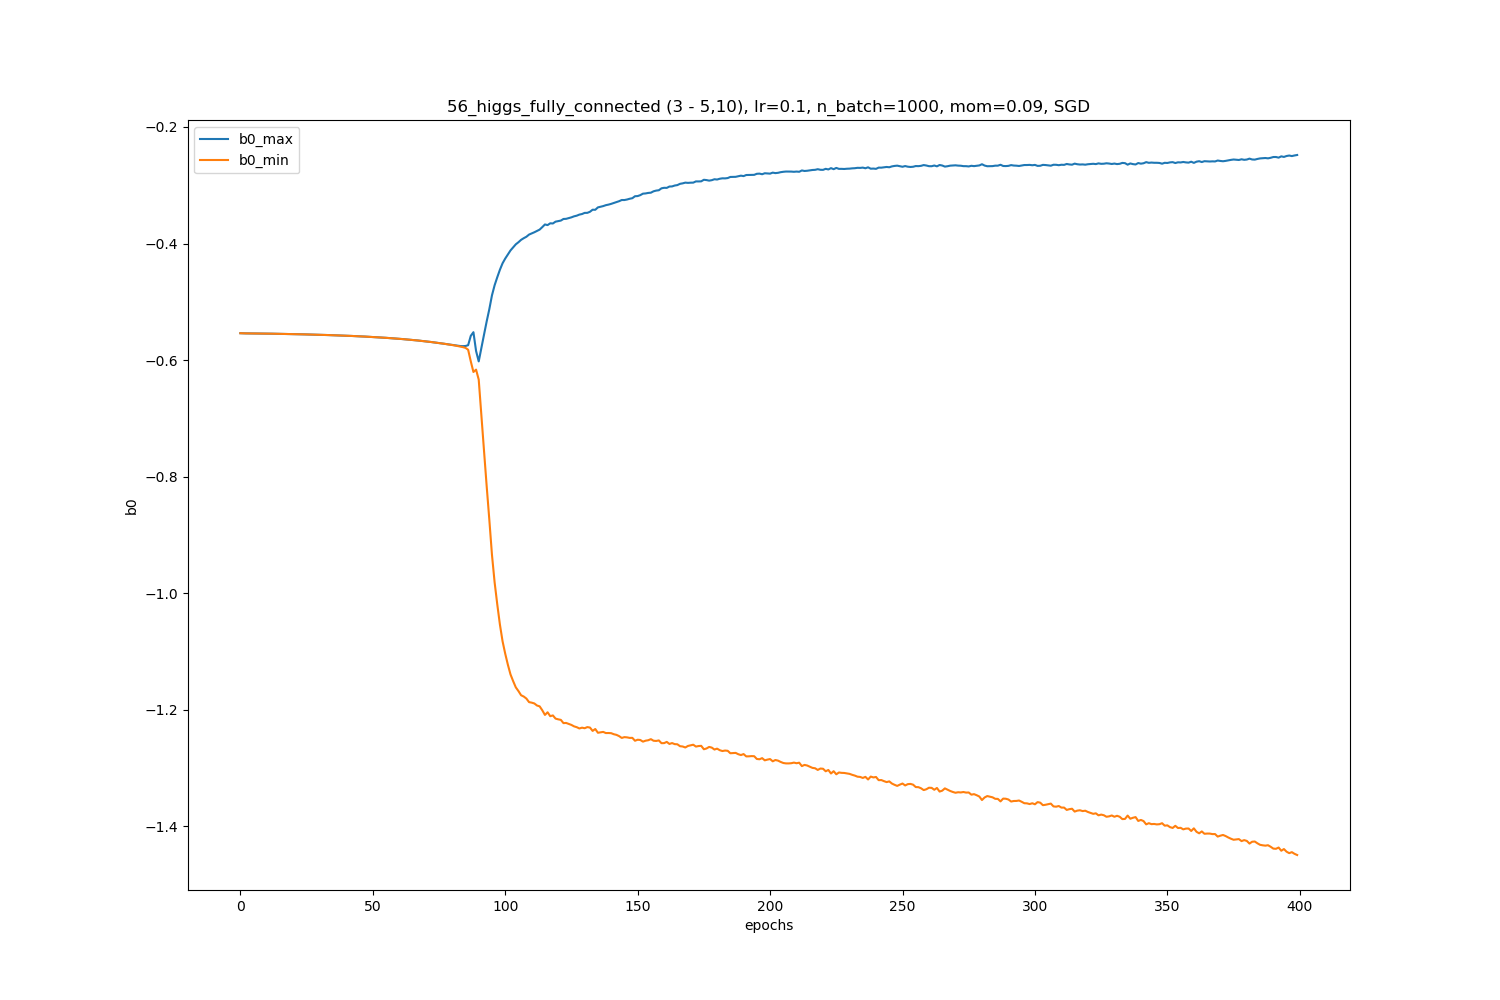 56_higgs_fully_connected (3 - 5,10), lr=0.1, n_batch=1000, mom=0.09, SGD
b0_max
b0_min
−0.2
−0.4
−0.6
−0.8
−1.0
−1.2
−1.4
b0
0 50 100 150 200 250 300 350 400
epochs